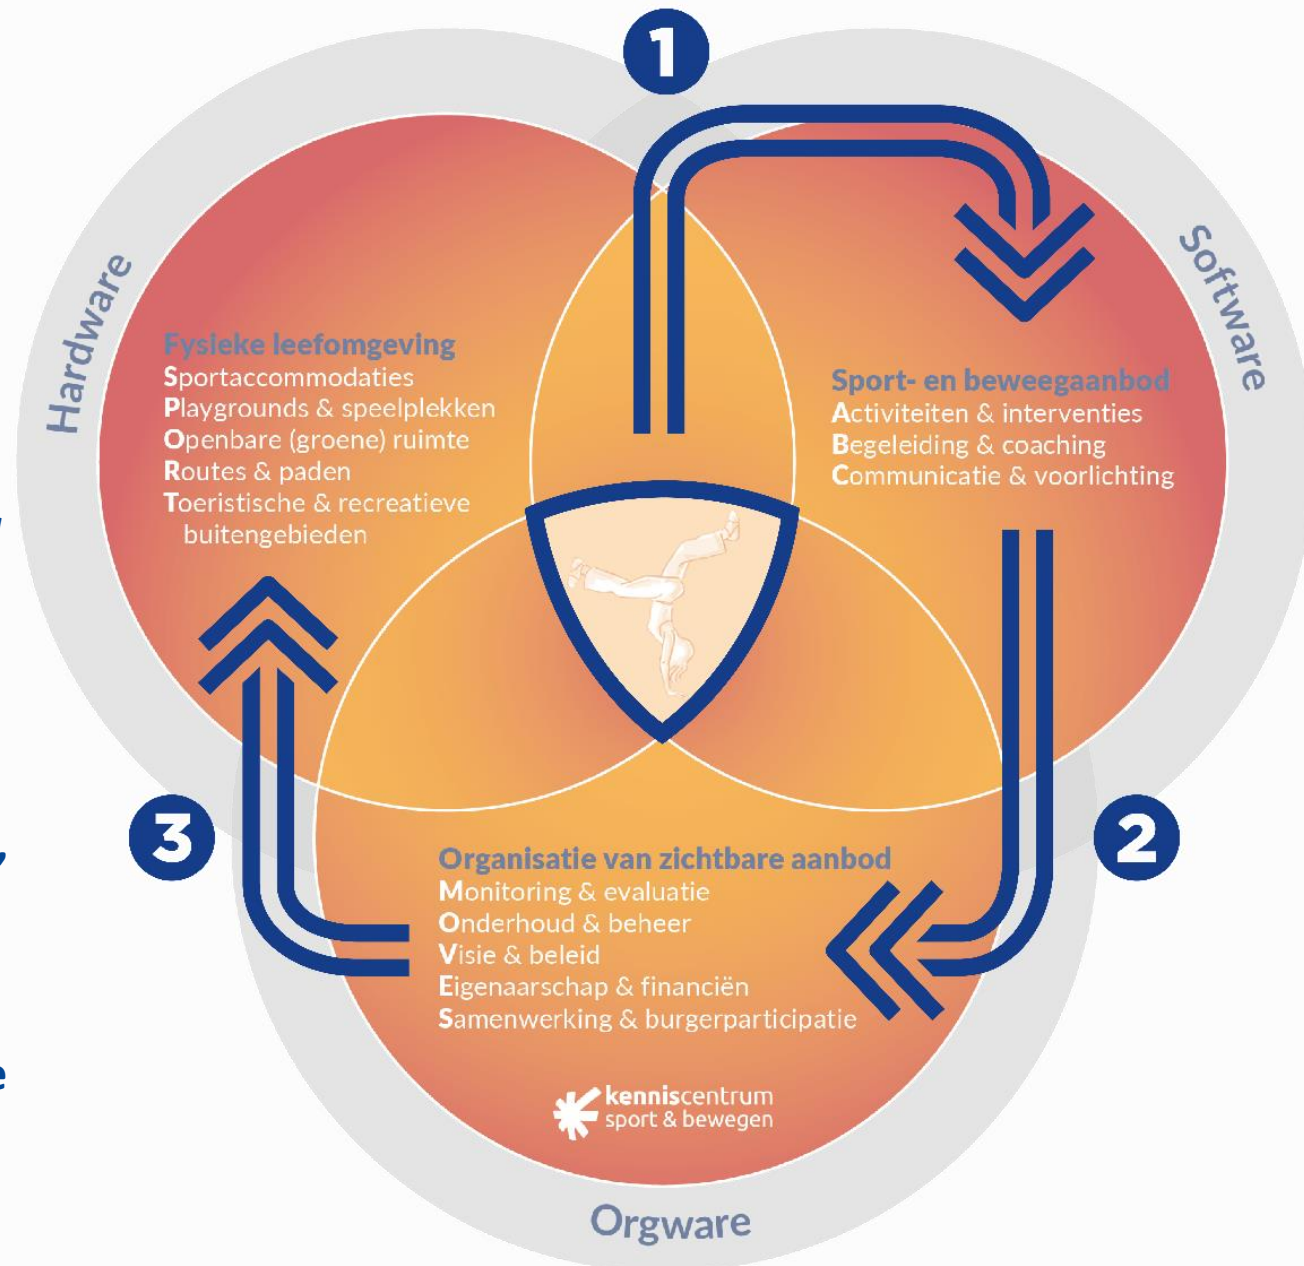 1
Hardware
Software
Fysieke leefomgeving
Sportaccommodaties
Playgrounds & speelplekken
Openbare (groene) ruimte
Routes & paden
Toeristische & recreatieve
buitengebieden
Sport- en beweegaanbod
Activiteiten & interventies
Begeleiding & coaching
Communicatie & voorlichting
3
2
Organisatie van zichtbare aanbod
Monitoring & evaluatie
Onderhoud & beheer
Visie & beleid
Eigenaarschap & financiën
Samenwerking & burgerparticipatie
kenniscentrum
sport & bewegen
Orgware